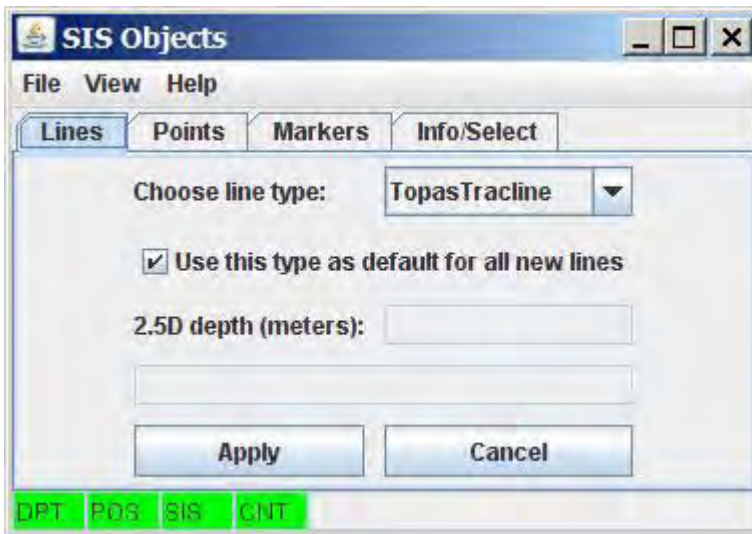 SIS Objects
File View Help
Lines Points Markers Info/Select
Choose line type: TopasTracline
Use this type as default for all new lines
2.5D depth (meters):
Apply Cancel
DPT POS SIS CNT